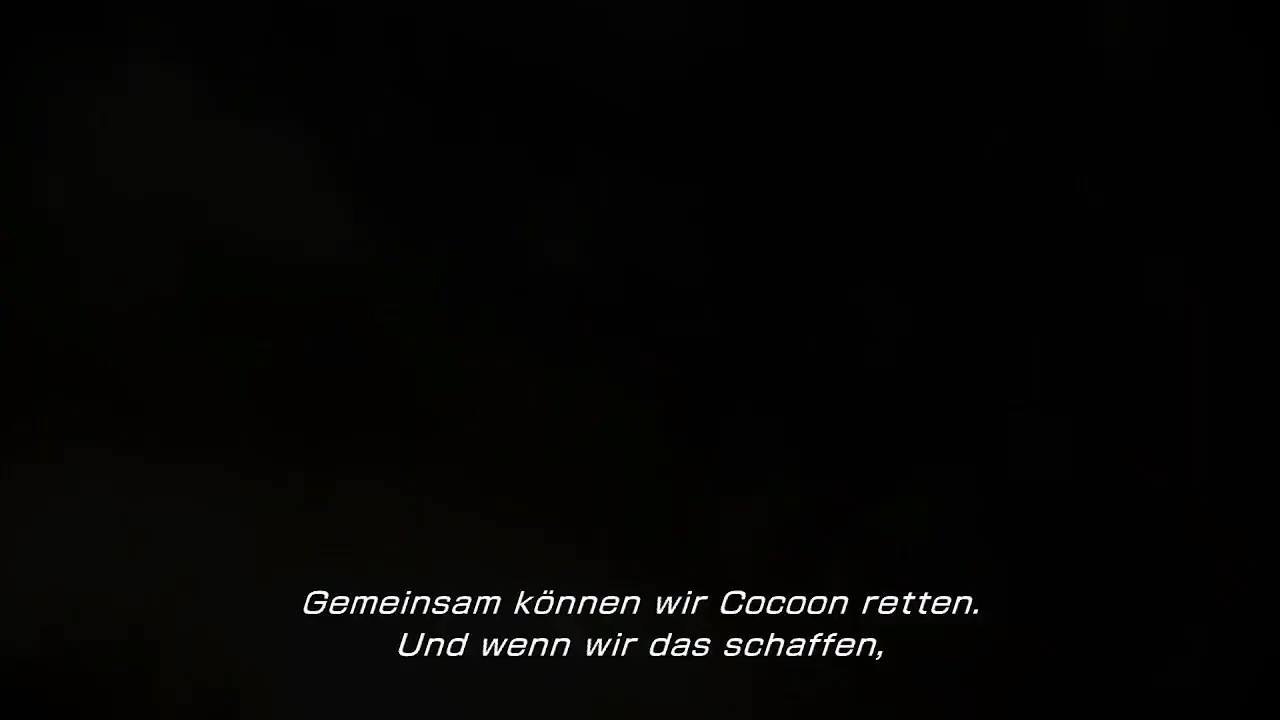 Gemeinsam können wir Cocoon retten.
Und wenn wir das schaffen,